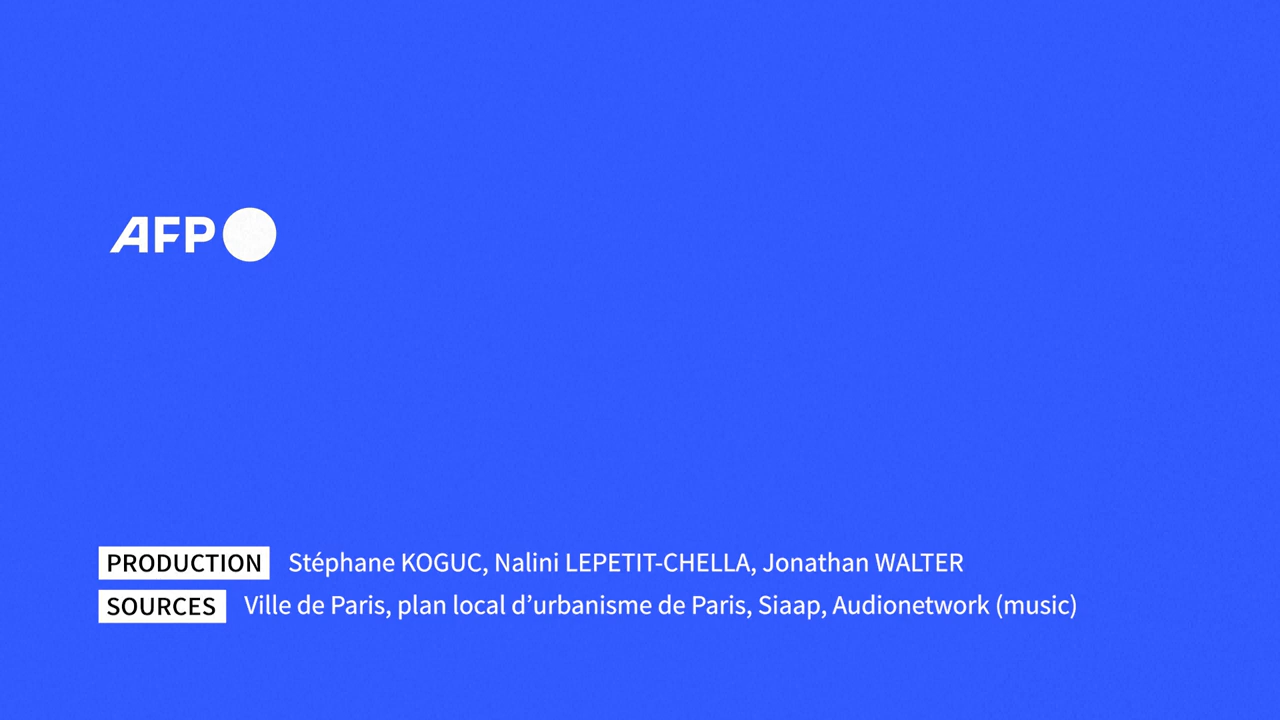 AFP
PRODUCTION Stéphane KOGUC, Nalini LEPETIT-CHELLA, Jonathan WALTER
SOURCES Ville de Paris, plan local d’urbanisme de Paris, Siaap, Audionetwork (music)